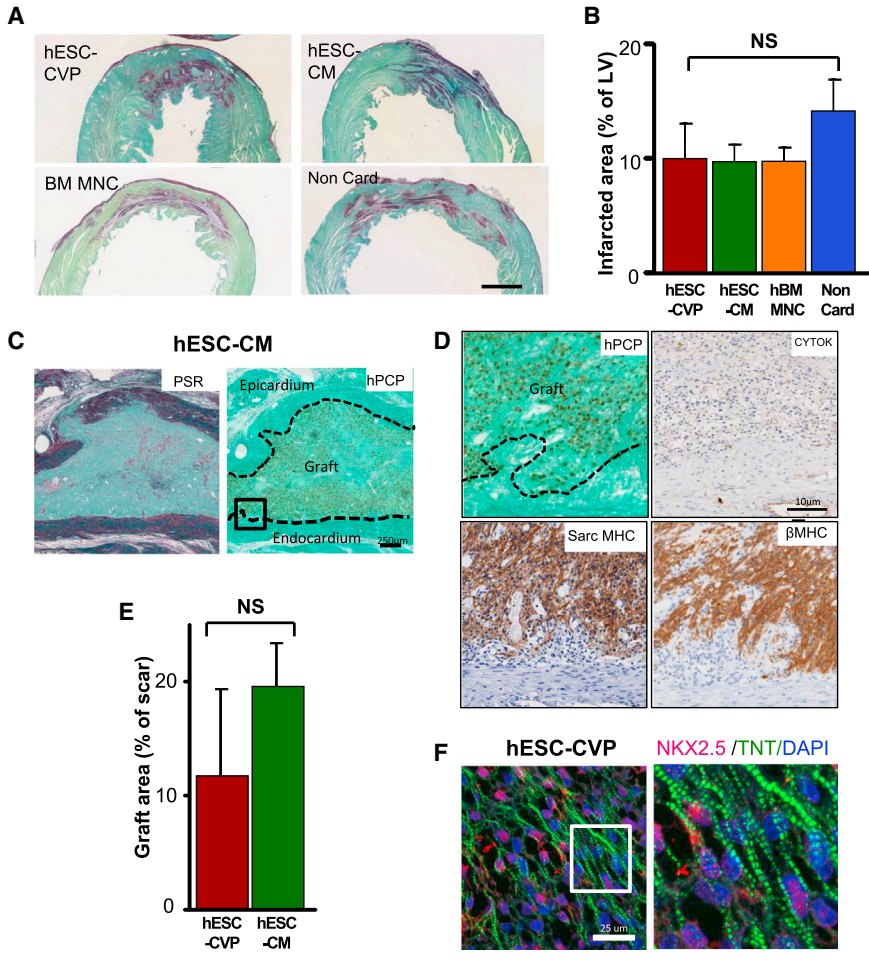 A
hESC-
CVP
hESC-
CM
BM MNC
Non Card
B
Infarcted area (% of LV)
20
10
0
NS
hESC
-CVP
hESC
-CM
hBM
MNC
Non
Card
C
hESC-CM
PSR
hPCP
Epicardium
Graft
Endocardium
250um
D
hPCP
Graft
CYTOK
10µm
Sarc MHC
βMHC
E
Graft area (% of scar)
20
10
0
NS
hESC
-CVP
hESC
-CM
F
hESC-CVP
NKX2.5 /TNT/DAPI
25 um